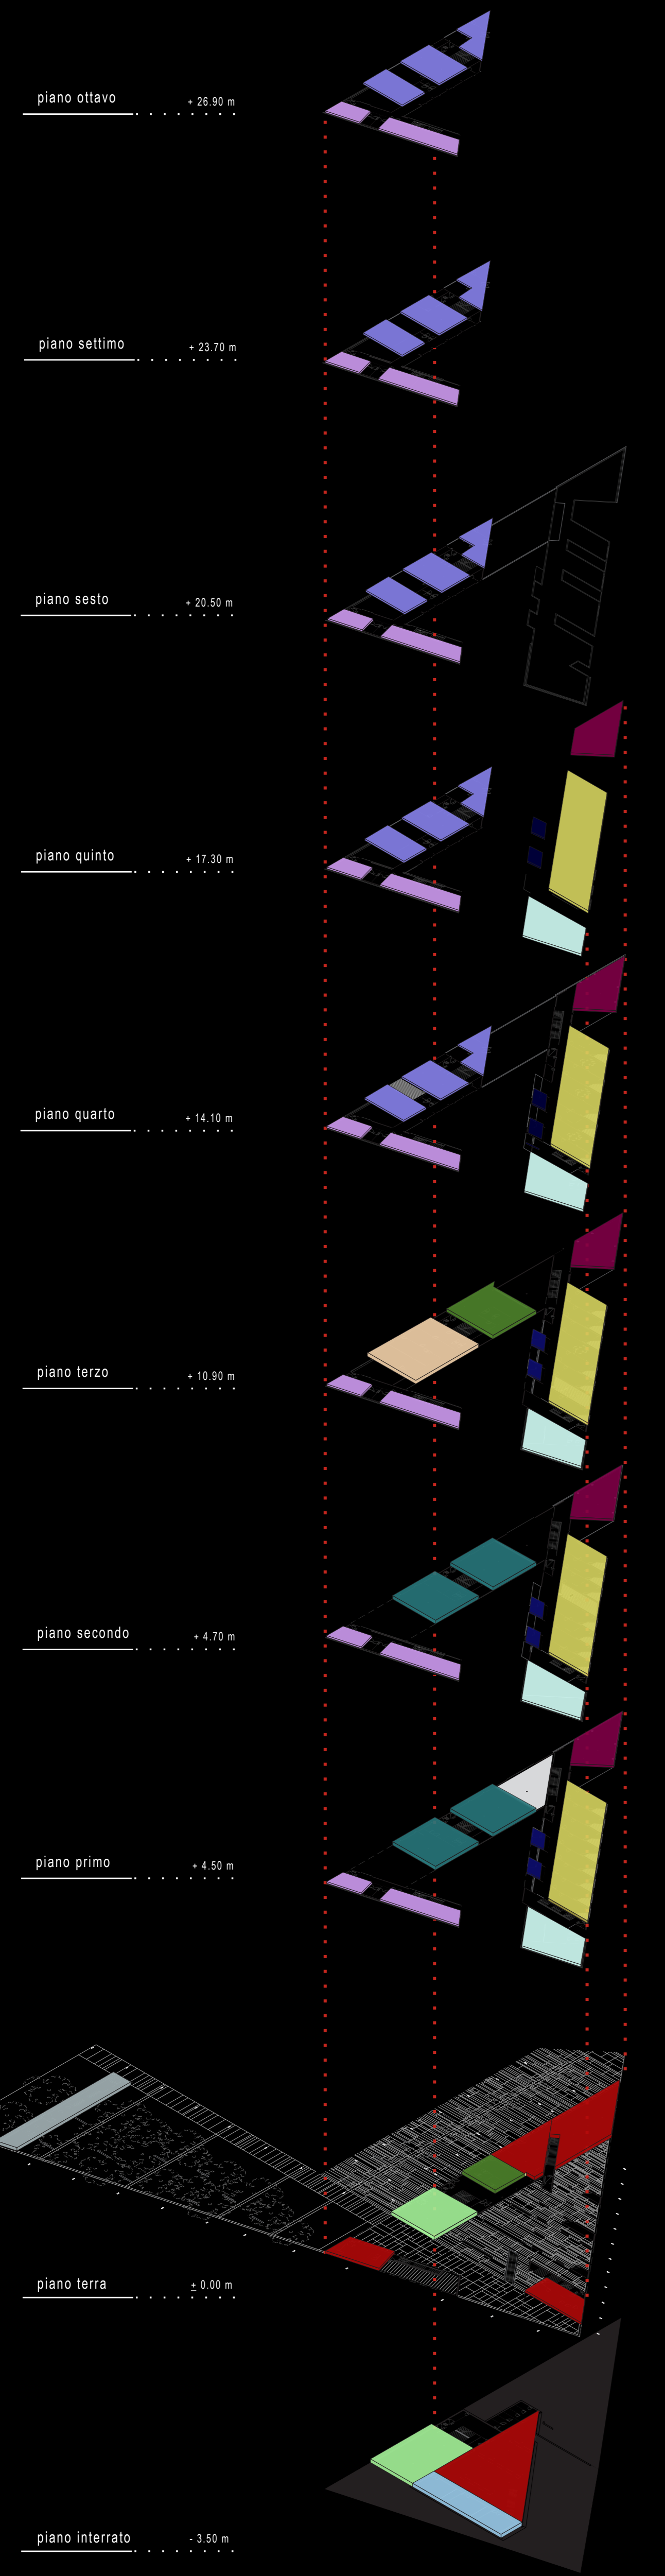 piano ottavo
+ 26.90 m
piano settimo
+ 23.70 m
piano sesto
+ 20.50 m
piano quinto
+ 17.30 m
piano quarto
+ 14.10 m
piano terzo
+ 10.90 m
piano secondo
+ 4.70 m
piano primo
+ 4.50 m
piano terra
± 0.00 m
piano interrato
- 3.50 m